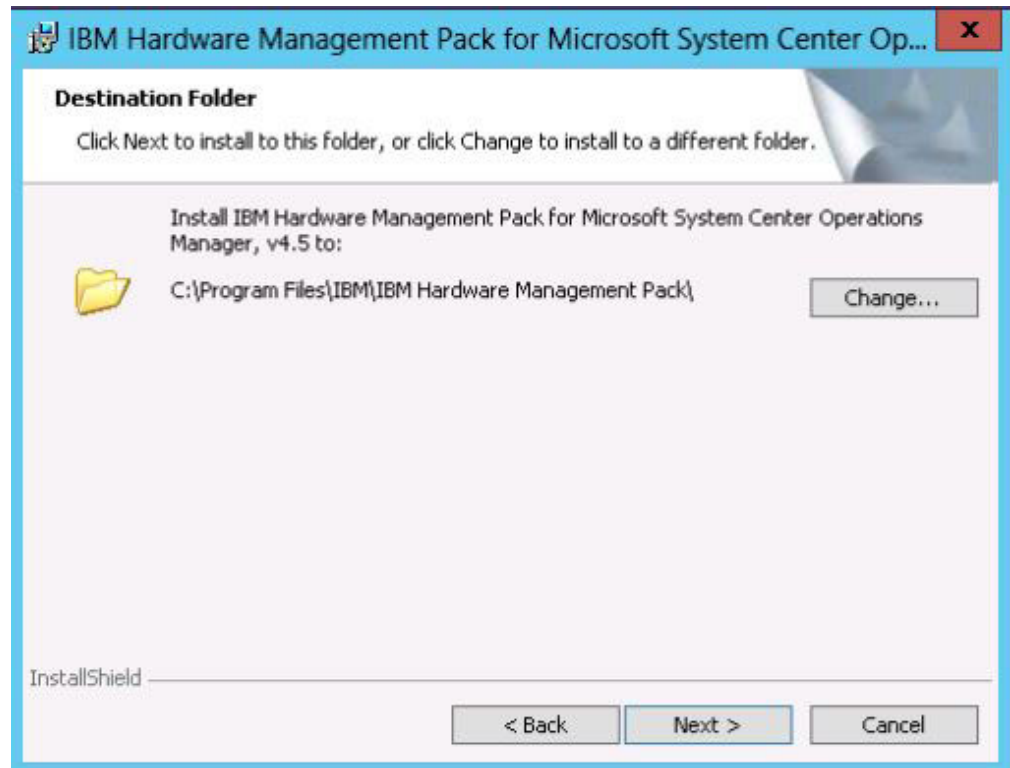 IBM Hardware Management Pack for Microsoft System Center Op... x
Destination Folder
Click Next to install to this folder, or click Change to install to a different folder.
Install IBM Hardware Management Pack for Microsoft System Center Operations
Manager, v4.5 to:
C:\Program Files\IBM\IBM Hardware Management Pack\
Change...
InstallShield
< Back
Next >
Cancel